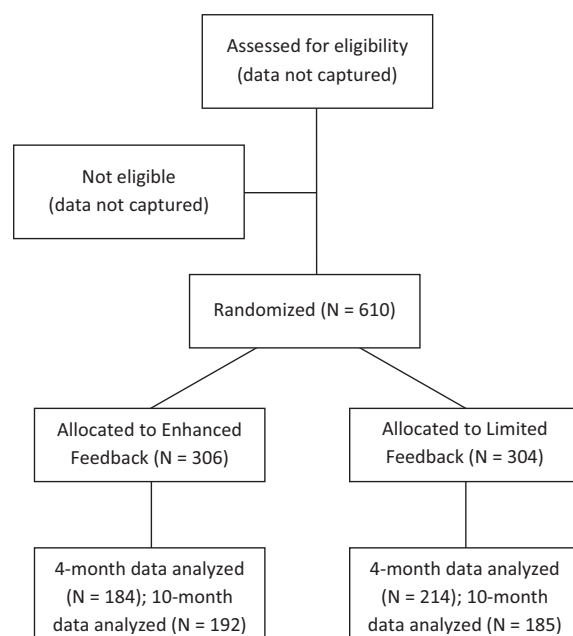 Assessed for eligibility
(data not captured)
Not eligible
(data not captured)
Randomized (N = 610)
Allocated to Enhanced
Feedback (N = 306)
Allocated to Limited
Feedback (N = 304)
4-month data analyzed
(N = 184); 10-month
data analyzed (N = 192)
4-month data analyzed
(N = 214); 10-month
data analyzed (N = 185)